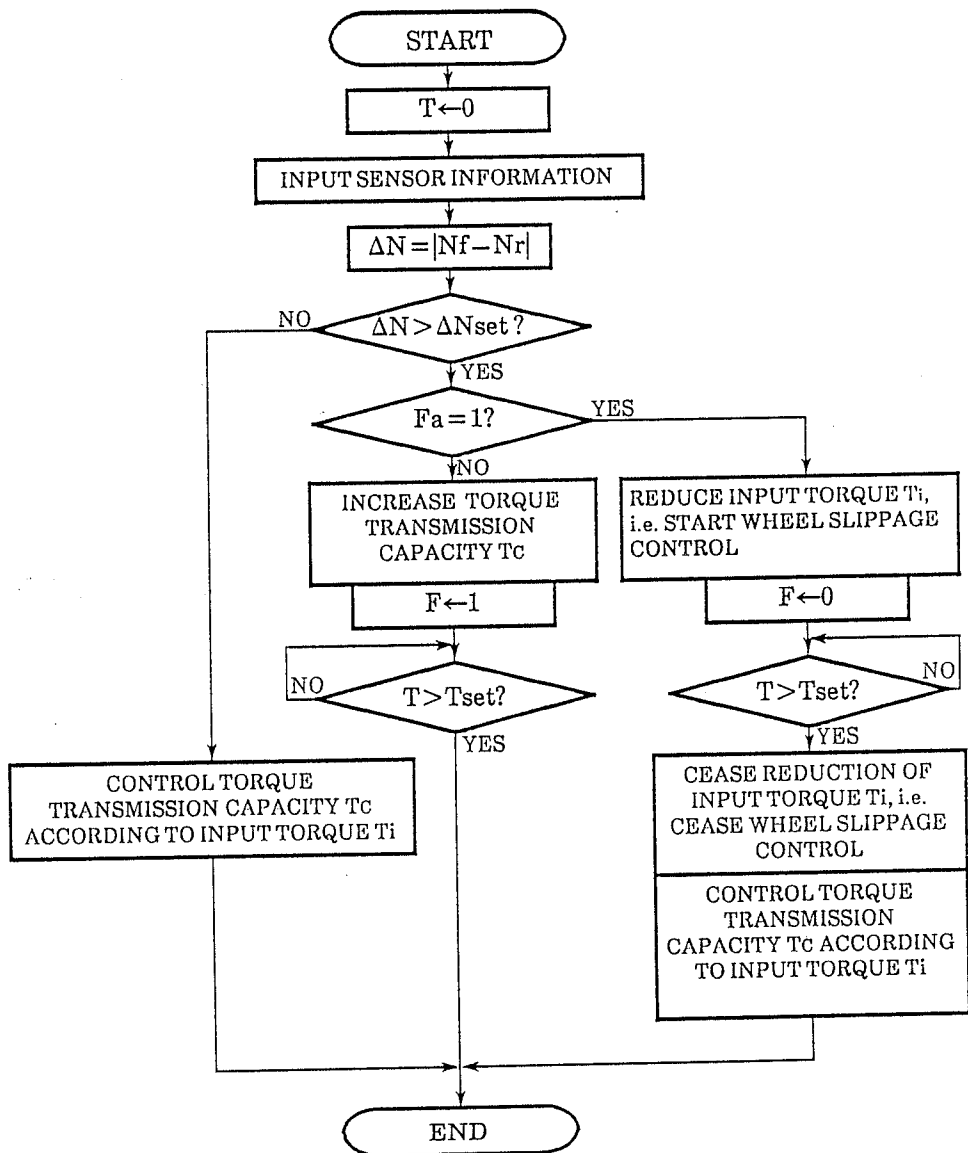 START
T←0
INPUT SENSOR INFORMATION
ΔN=|Nf−Nr|
ΔN>ΔNset?
NO
YES
Fa=1?
YES
NO
INCREASE TORQUE
TRANSMISSION
CAPACITY Tc
F←1
T>Tset?
NO
YES
REDUCE INPUT TORQUE Ti,
i.e. START WHEEL SLIPPAGE
CONTROL
F←0
T>Tset?
NO
YES
CONTROL TORQUE
TRANSMISSION CAPACITY Tc
ACCORDING TO INPUT TORQUE Ti
CEASE REDUCTION OF
INPUT TORQUE Ti, i.e.
CEASE WHEEL SLIPPAGE
CONTROL
CONTROL TORQUE
TRANSMISSION
CAPACITY Tc ACCORDING
TO INPUT TORQUE Ti
END